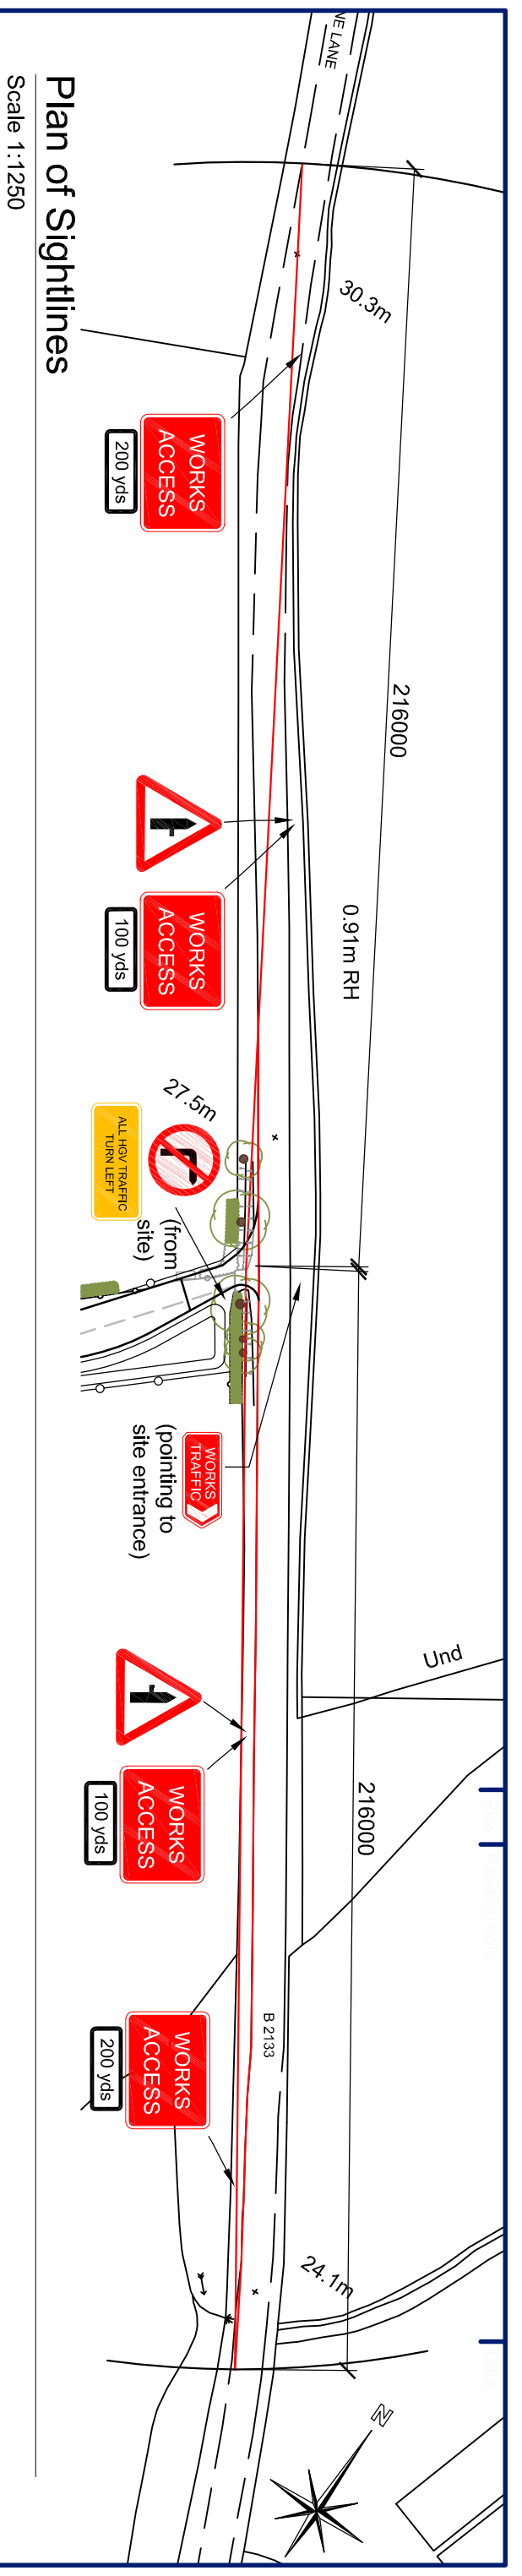 NE LANE
30.3m
216000
0.91m RH
216000
Und
WORKS
ACCESS
200 yds
WORKS
ACCESS
100 yds
27.5m
ALL HGV TRAFFIC
TURN LEFT
(from
site)
WORKS
TRAFFIC
(pointing to
site entrance)
WORKS
ACCESS
100 yds
B 2133
WORKS
ACCESS
200 yds
24.1m
N
Plan of Sightlines
Scale 1:1250